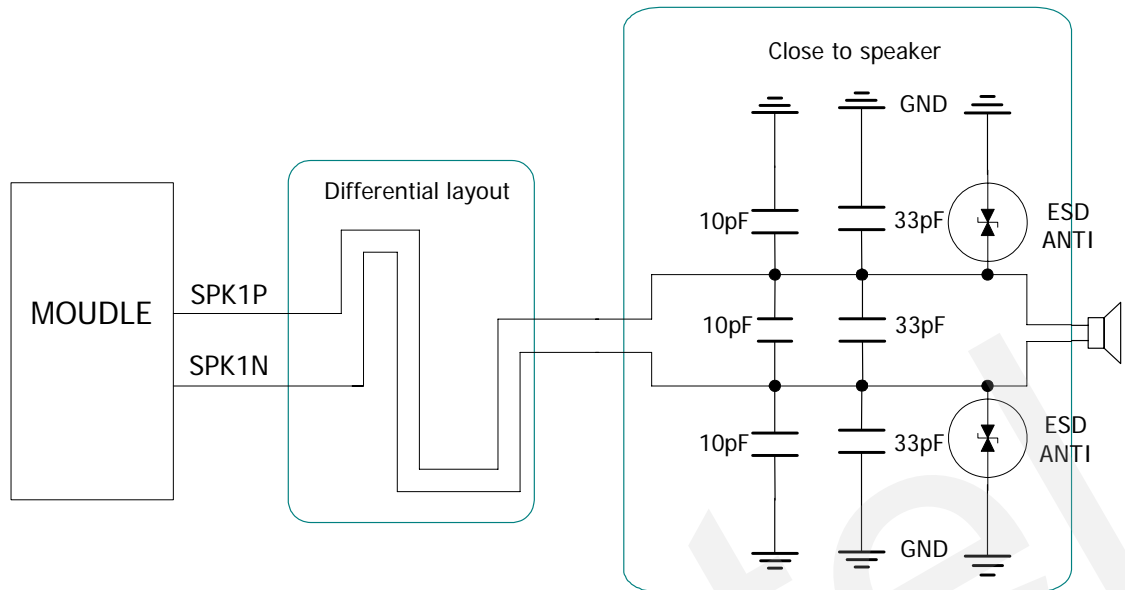 Close to speaker
GND
Differential layout
10pF
33pF
ESD
ANTI
SPK1P
MOUDLE
10pF
33pF
SPK1N
10pF
33pF
ESD
ANTI
GND